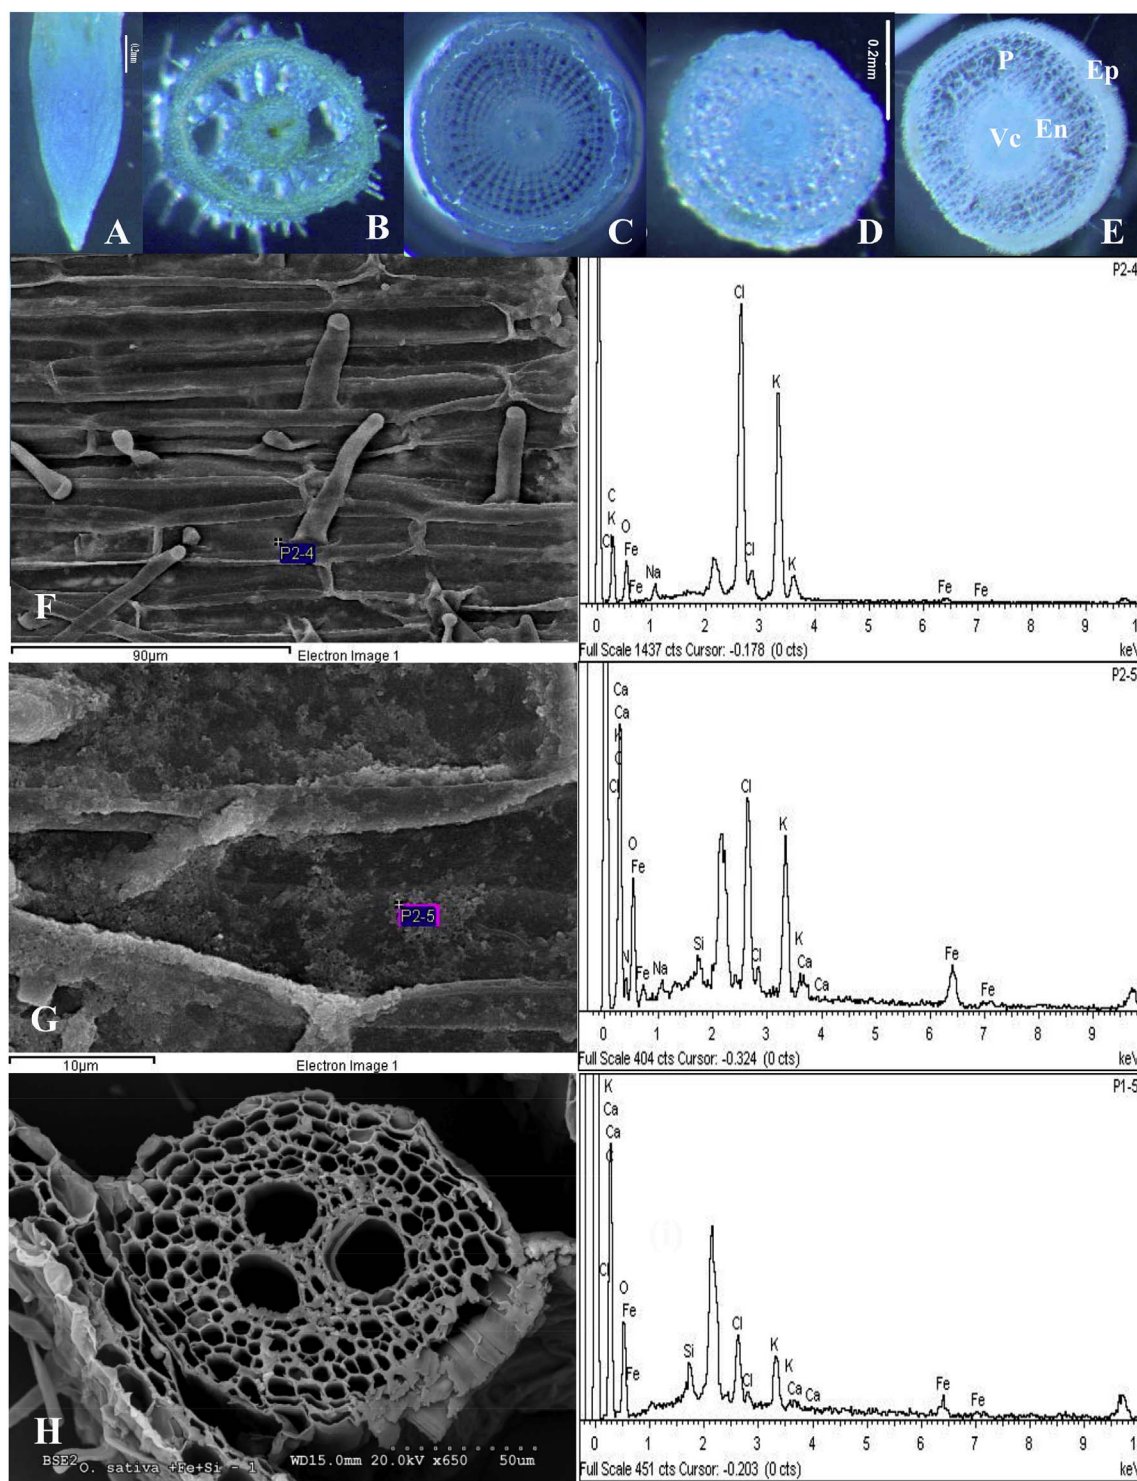 0.2mm
A
B
C
0.2mm
D
P
Ep
Vc
En
E
P2-4
F
90µm
Electron Image 1
P2-4
Cl
K
C
K
O
Cl
Fe
Fe
Na
Cl
K
Fe
Fe
0 1 2 3 4 5 6 7 8 9 10
Full Scale 1437 cts Cursor: -0.178 (0 cts)
keV
P2-5
G
10µm
Electron Image 1
P2-5
Ca
Ca
K
C
Cl
O
Fe
N
Fe
Na
Si
Cl
Cl
K
K
Ca
Ca
Fe
Fe
0 1 2 3 4 5 6 7 8 9
Full Scale 404 cts Cursor: -0.324 (0 cts)
keV
H
BSE2 O. sativa +Fe+Si - 1
WD15.0mm 20.0kV x650 50um
P1-5
K
Ca
Ca
C
Cl
O
Fe
Fe
(i)
Si
Cl
Cl
K
K
Ca
Ca
Fe
Fe
0 1 2 3 4 5 6 7 8 9 10
Full Scale 451 cts Cursor: -0.203 (0 cts)
keV